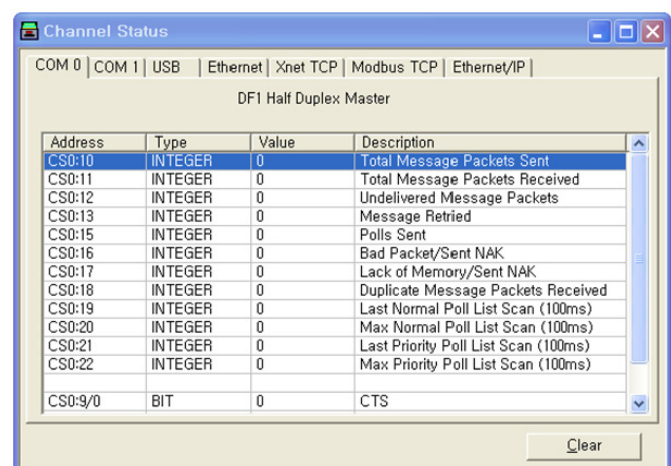 Channel Status
COM 0 COM 1 USB Ethernet Xnet TCP Modbus TCP Ethernet/IP
DF1 Half Duplex Master
Address Type Value Description
CS0:10 INTEGER 0 Total Message Packets Sent
CS0:11 INTEGER 0 Total Message Packets Received
CS0:12 INTEGER 0 Undelivered Message Packets
CS0:13 INTEGER 0 Message Retried
CS0:15 INTEGER 0 Polls Sent
CS0:16 INTEGER 0 Bad Packet/Sent NAK
CS0:17 INTEGER 0 Lack of Memory/Sent NAK
CS0:18 INTEGER 0 Duplicate Message Packets Received
CS0:19 INTEGER 0 Last Normal Poll List Scan (100ms)
CS0:20 INTEGER 0 Max Normal Poll List Scan (100ms)
CS0:21 INTEGER 0 Last Priority Poll List Scan (100ms)
CS0:22 INTEGER 0 Max Priority Poll List Scan (100ms)
CS0:9/0 BIT 0 CTS
Clear